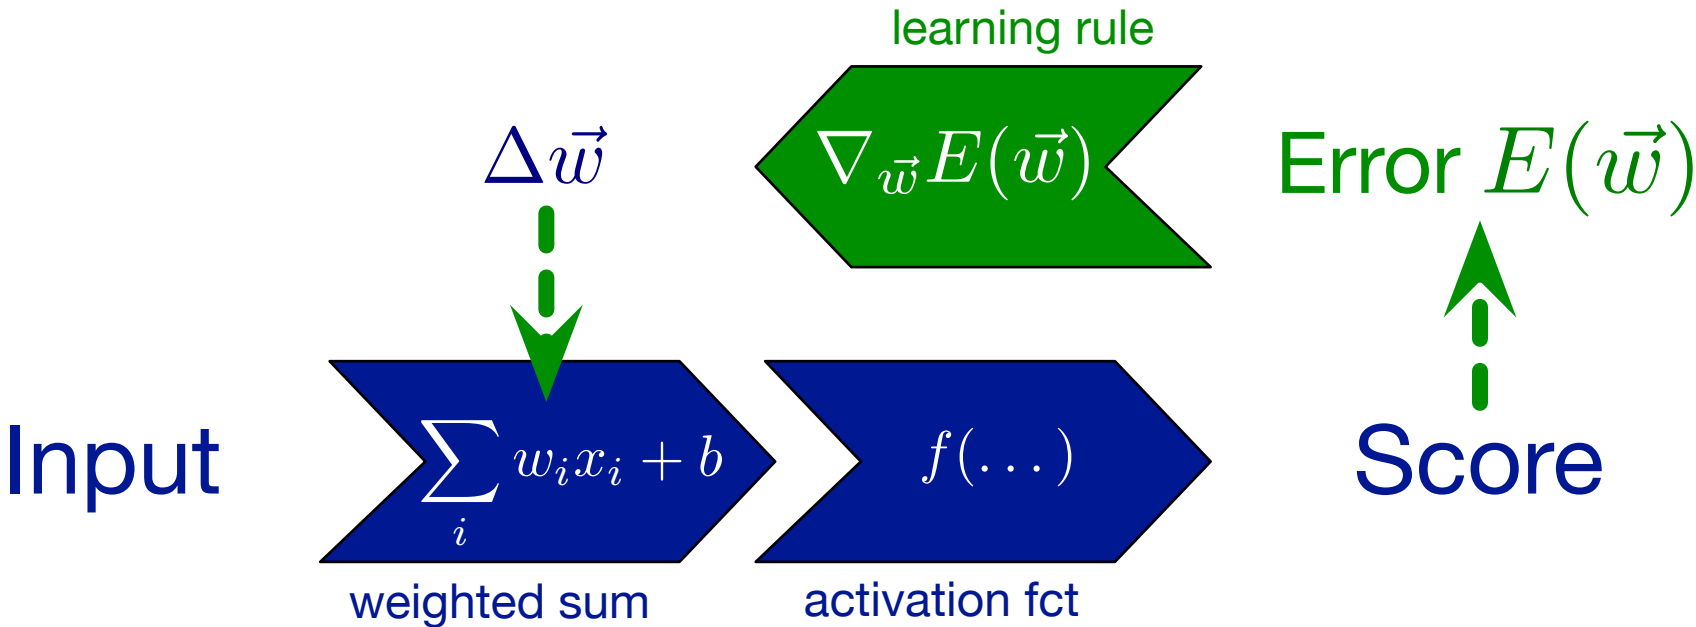 learning rule
Δw⃗
∇_w⃗ E(w⃗)
Error E(w⃗)
Input
∑_i w_i x_i + b
f(...)
Score
weighted sum
activation fct